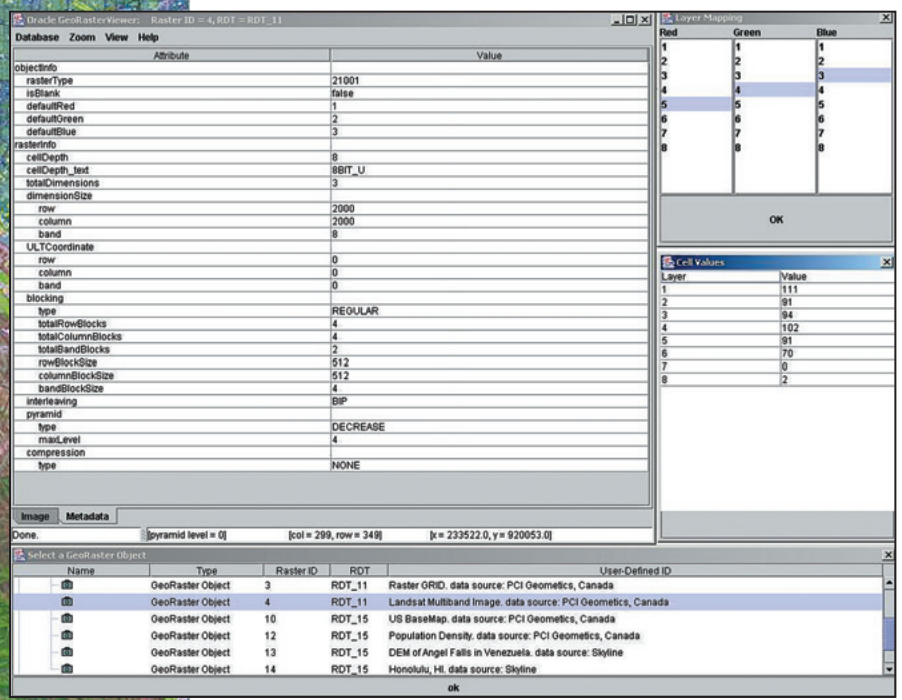 Oracle GeoRasterViewer: Raster ID = 4, RDT = RDT_11
Database Zoom View Help
Attribute Value
objectInfo
rasterType 21001
isBlank false
defaultRed 1
defaultGreen 2
defaultBlue 3
rasterInfo
cellDepth 8
cellDepth_text 8BIT_U
totalDimensions 3
dimensionSize
row 2000
column 2000
band 8
ULTCoordinate
row 0
column 0
band 0
blocking
type REGULAR
totalRowBlocks 4
totalColumnBlocks 4
totalBandBlocks 2
rowBlockSize 512
columnBlockSize 512
bandBlockSize 4
interleaving BIP
pyramid
type DECREASE
maxLevel 4
compression
type NONE
Image Metadata
Done. [pyramid level = 0] [col = 299, row = 349] [x = 233522.0, y = 920053.0]
Layer Mapping
Red Green Blue
1 1 1
2 2 2
3 3 3
4 4 4
5 5 5
6 6 6
7 7 7
8 8 8
OK
Cell Values
Layer Value
1 111
2 91
3 94
4 102
5 91
6 70
7 0
8 2
Select a GeoRaster Object
Name Type Raster ID RDT User-Defined ID
GeoRaster Object 3 RDT_11 Raster GRID. data source: PCI Geometics, Canada
GeoRaster Object 4 RDT_11 Landsat Multiband Image. data source: PCI Geometics, Canada
GeoRaster Object 10 RDT_15 US BaseMap. data source: PCI Geometics, Canada
GeoRaster Object 12 RDT_15 Population Density. data source: PCI Geometics, Canada
GeoRaster Object 13 RDT_15 DEM of Angel Falls in Venezuela. data source: Skyline
GeoRaster Object 14 RDT_15 Honolulu, HI. data source: Skyline
ok